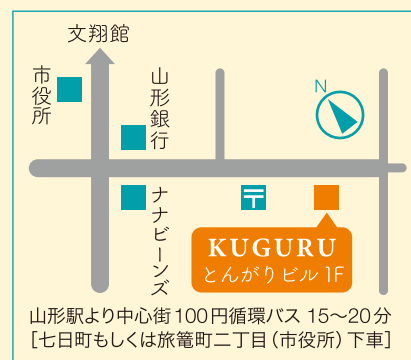 文翔館
市役所
山形銀行
N
ナナビーンズ
〒
KUGURU
とんがりビル 1F
山形駅より中心街100円循環バス 15〜20分
[七日町もしくは旅篭町二丁目（市役所）下車]